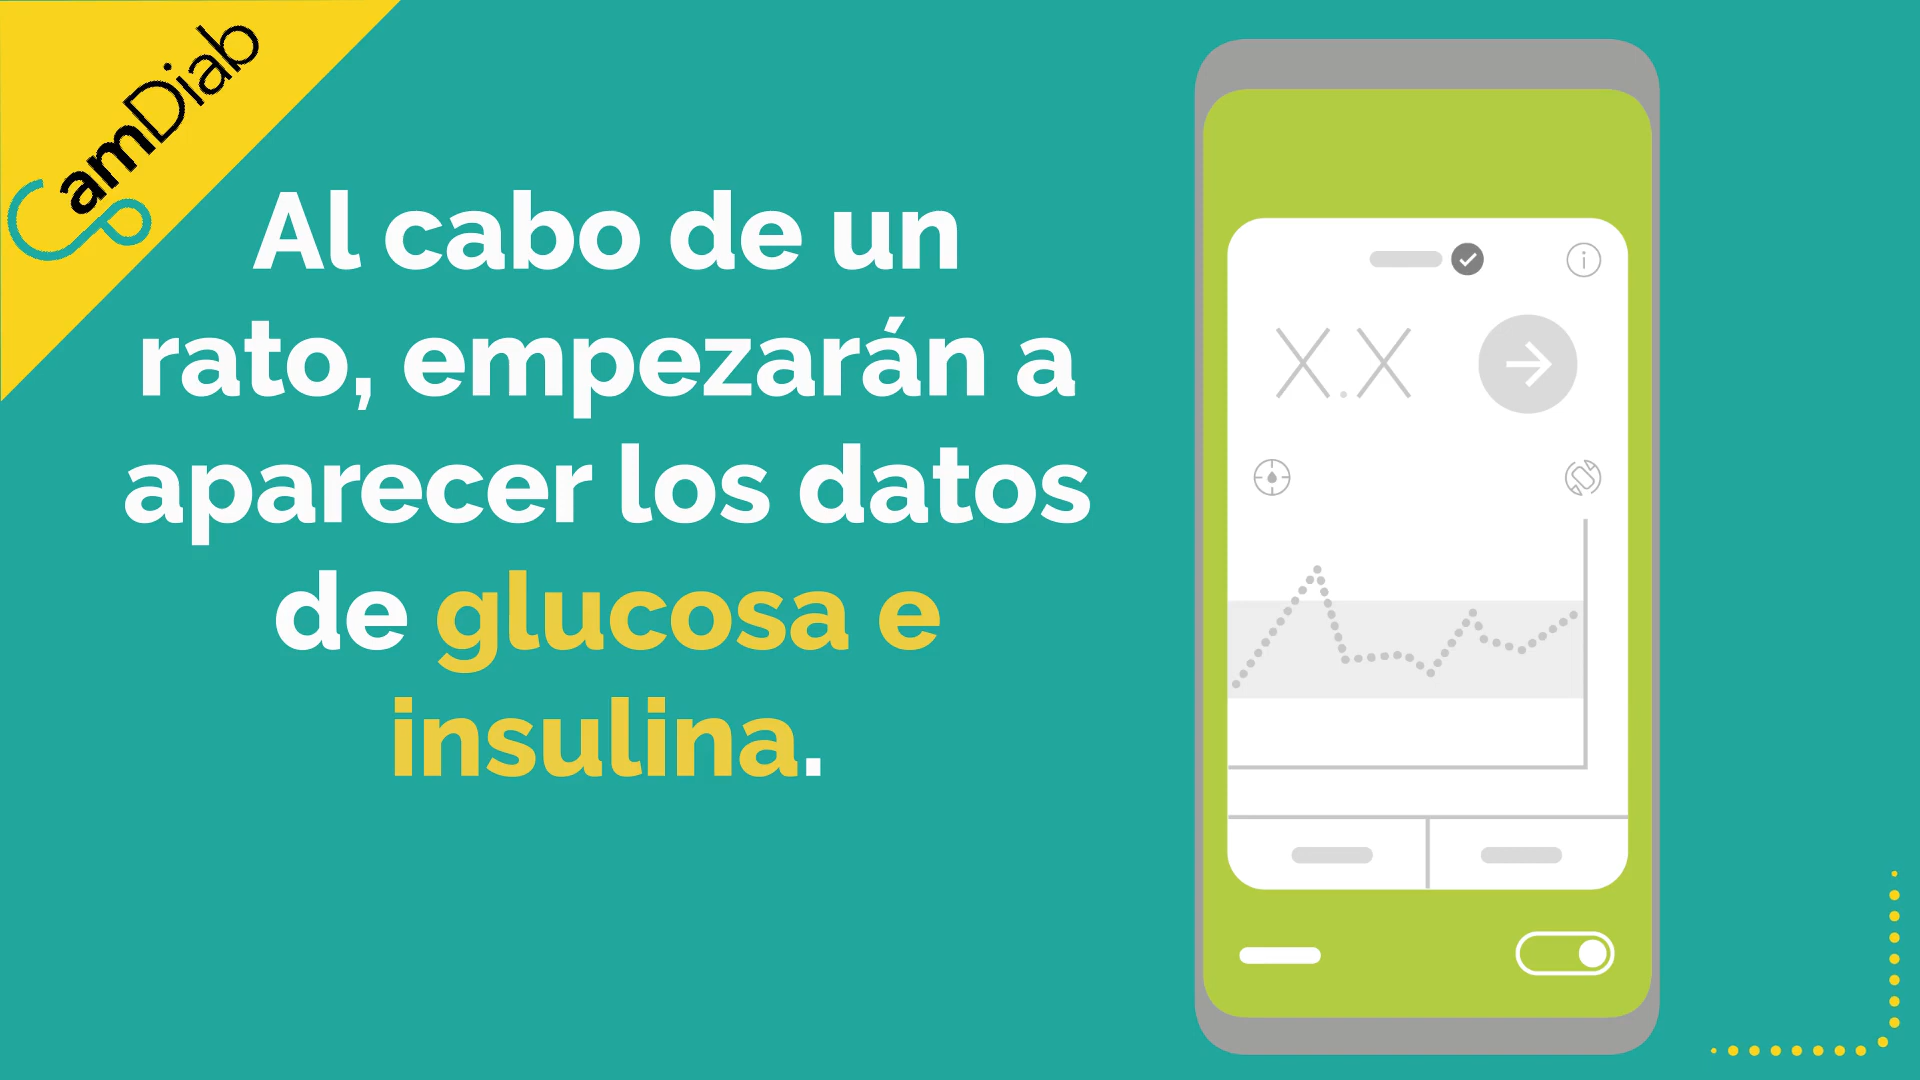 CamDiab
Al cabo de un
rato, empezarán a
aparecer los datos
de glucosa e
insulina.
X.X